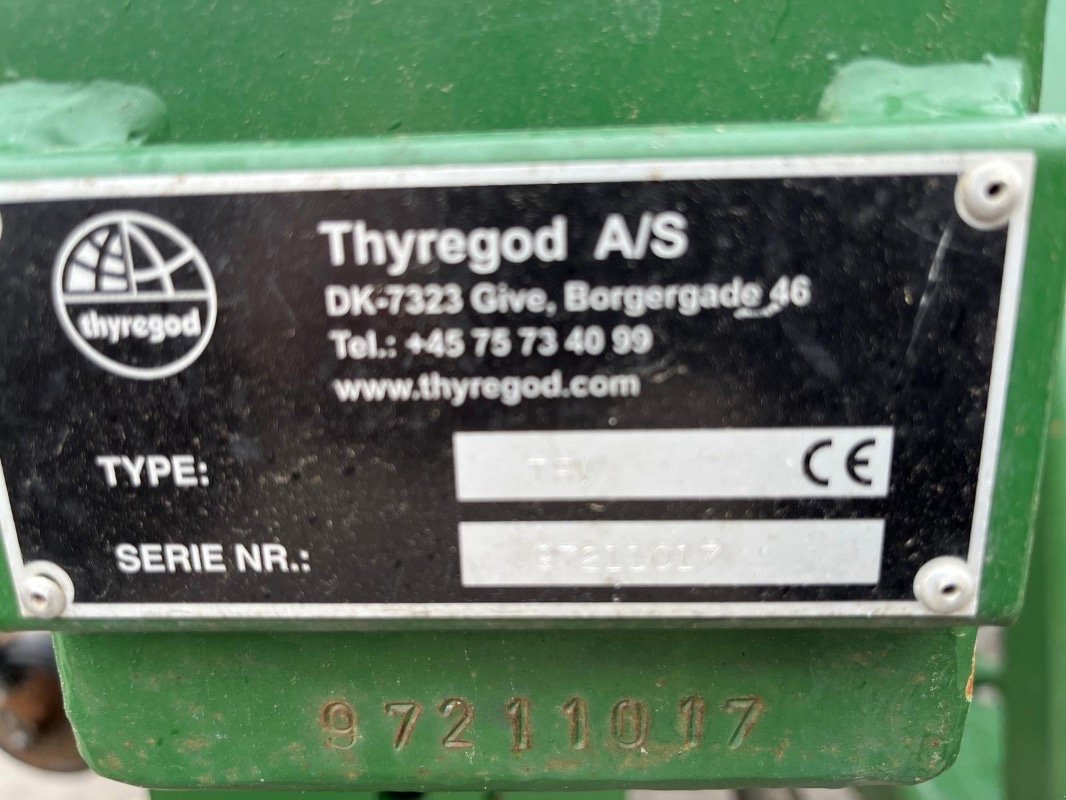 thyregod
Thyregod A/S
DK-7323 Give, Borgergade 46
Tel.: +45 75 73 40 99
www.thyregod.com
TYPE: CE
SERIE NR.: 97211017
97211017